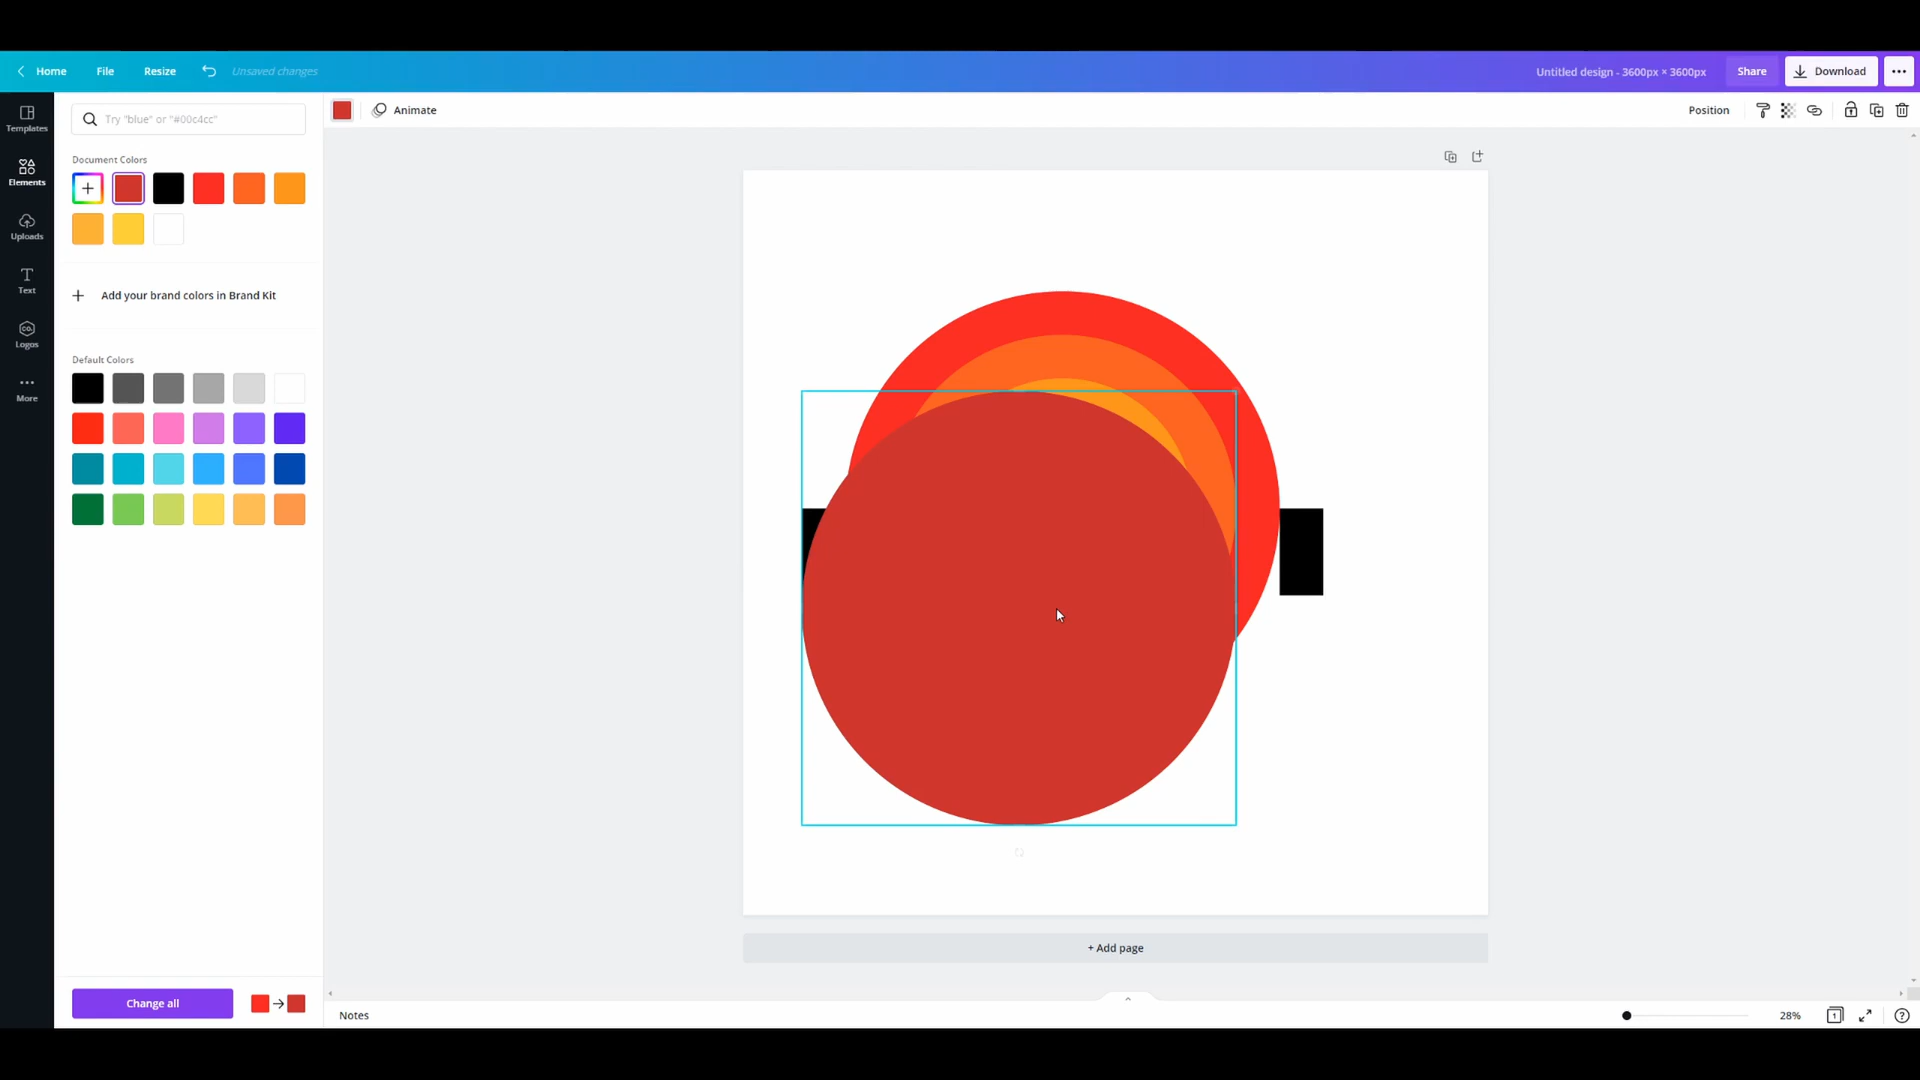 Home File Resize Unsaved changes Untitled design - 3600px × 3600px Share Download
Templates
Elements
Uploads
Text
CO.
Logos
More
Try "blue" or "#00c4cc"
Document Colors
Add your brand colors in Brand Kit
Default Colors
Change all
Animate Position
+ Add page
Notes 28% 1 ?